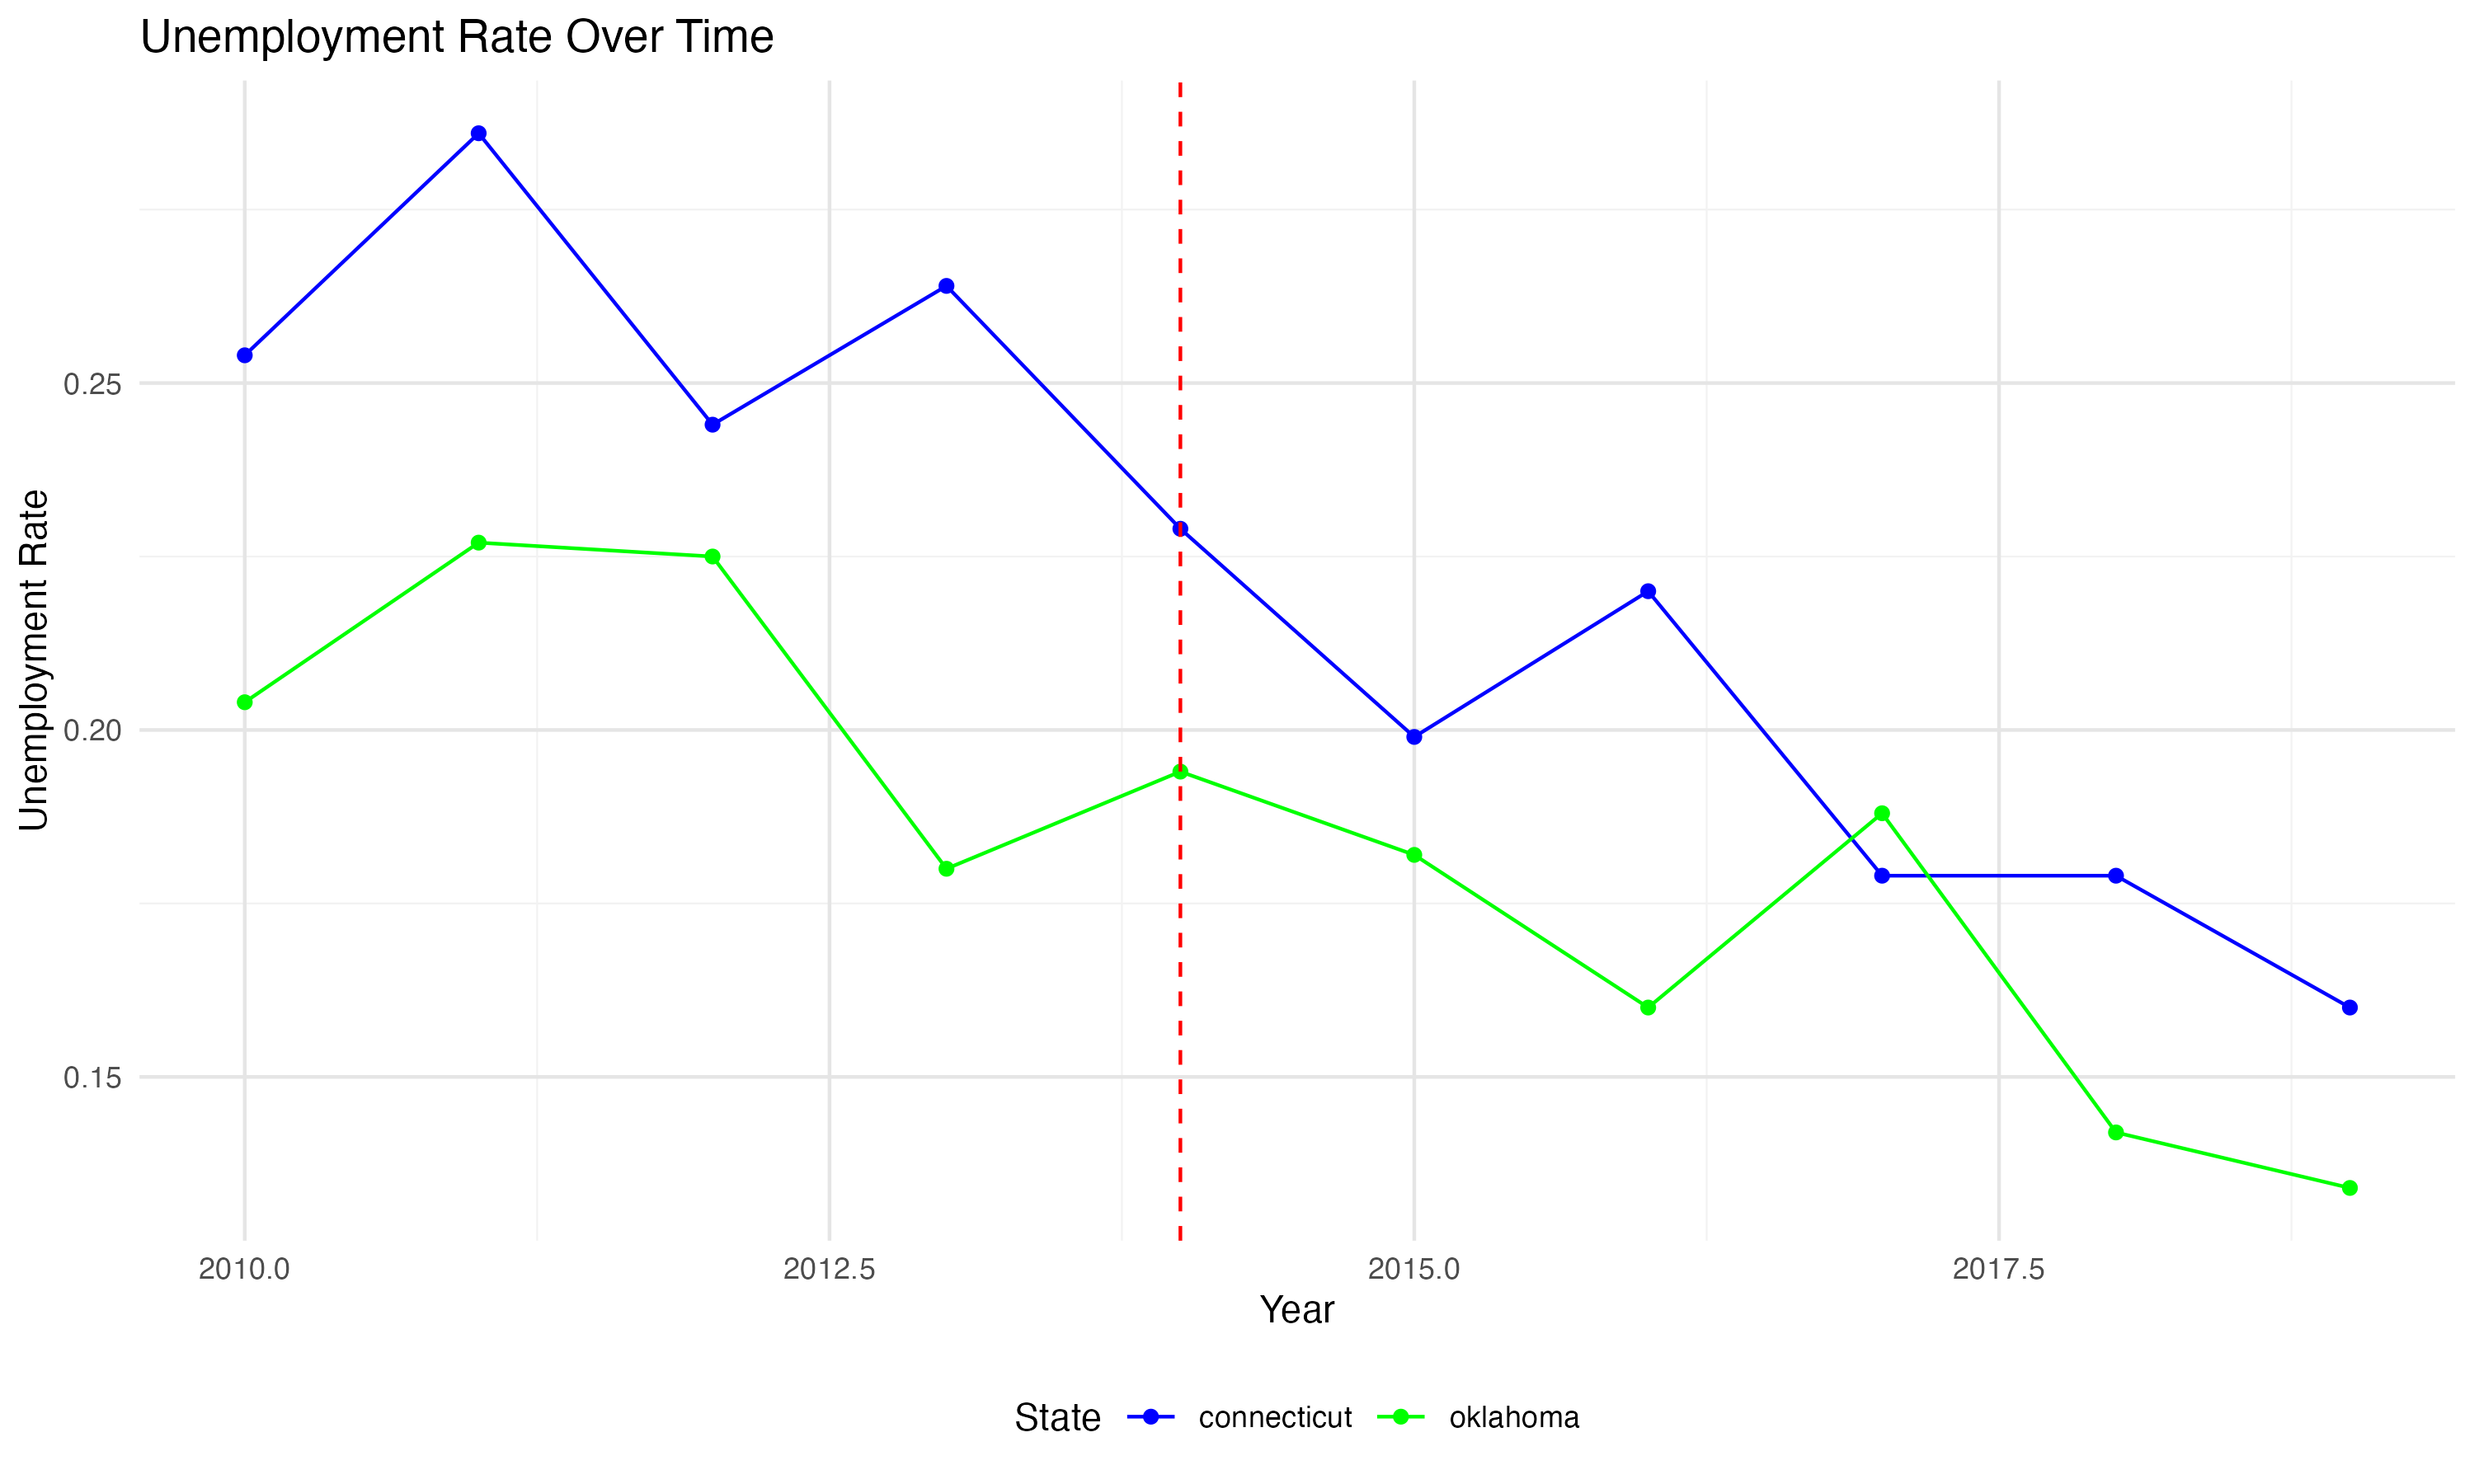 Unemployment Rate Over Time
Unemployment Rate
0.25
0.20
0.15
2010.0 2012.5 2015.0 2017.5
Year
State connecticut oklahoma